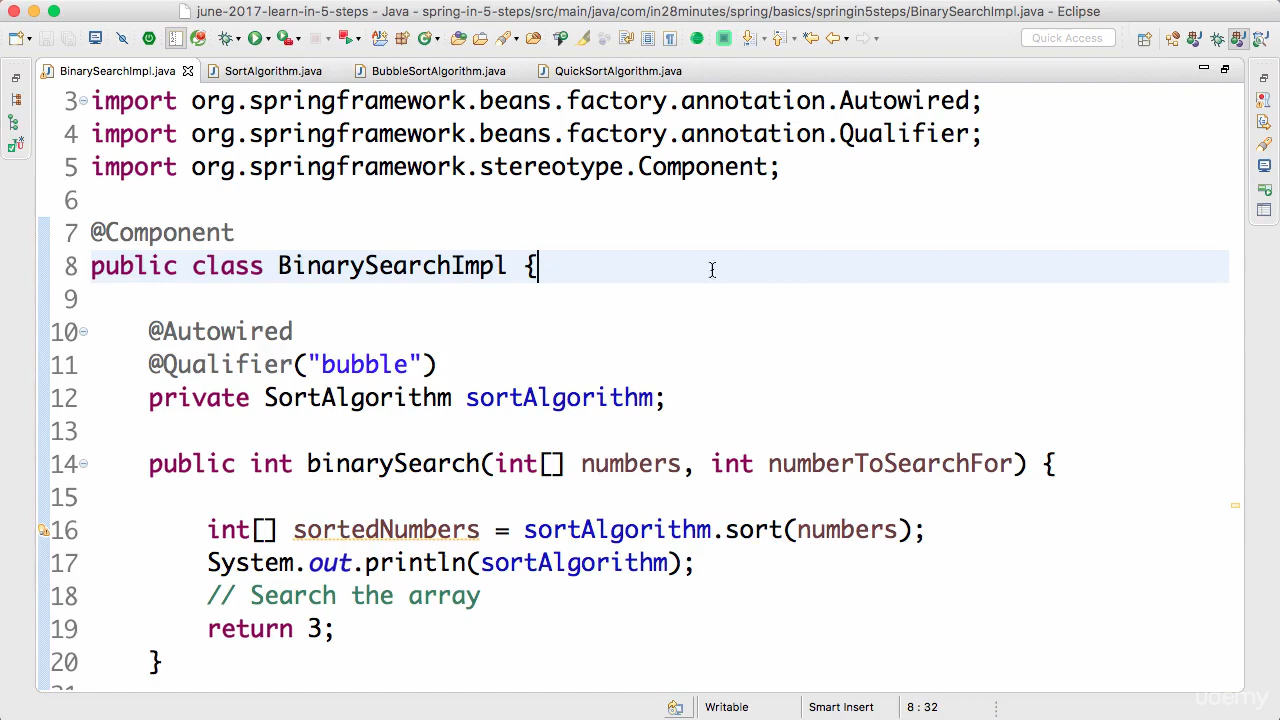 june-2017-learn-in-5-steps - Java - spring-in-5-steps/src/main/java/com/in28minutes/spring/basics/springin5steps/BinarySearchImpl.java - Eclipse
Quick Access
BinarySearchImpl.java SortAlgorithm.java BubbleSortAlgorithm.java QuickSortAlgorithm.java
3 import org.springframework.beans.factory.annotation.Autowired;
4 import org.springframework.beans.factory.annotation.Qualifier;
5 import org.springframework.stereotype.Component;
6
7 @Component
8 public class BinarySearchImpl {
9
10 @Autowired
11 @Qualifier("bubble")
12 private SortAlgorithm sortAlgorithm;
13
14 public int binarySearch(int[] numbers, int numberToSearchFor) {
15
16 int[] sortedNumbers = sortAlgorithm.sort(numbers);
17 System.out.println(sortAlgorithm);
18 // Search the array
19 return 3;
20 }
21
Writable Smart Insert 8 : 32
udemy